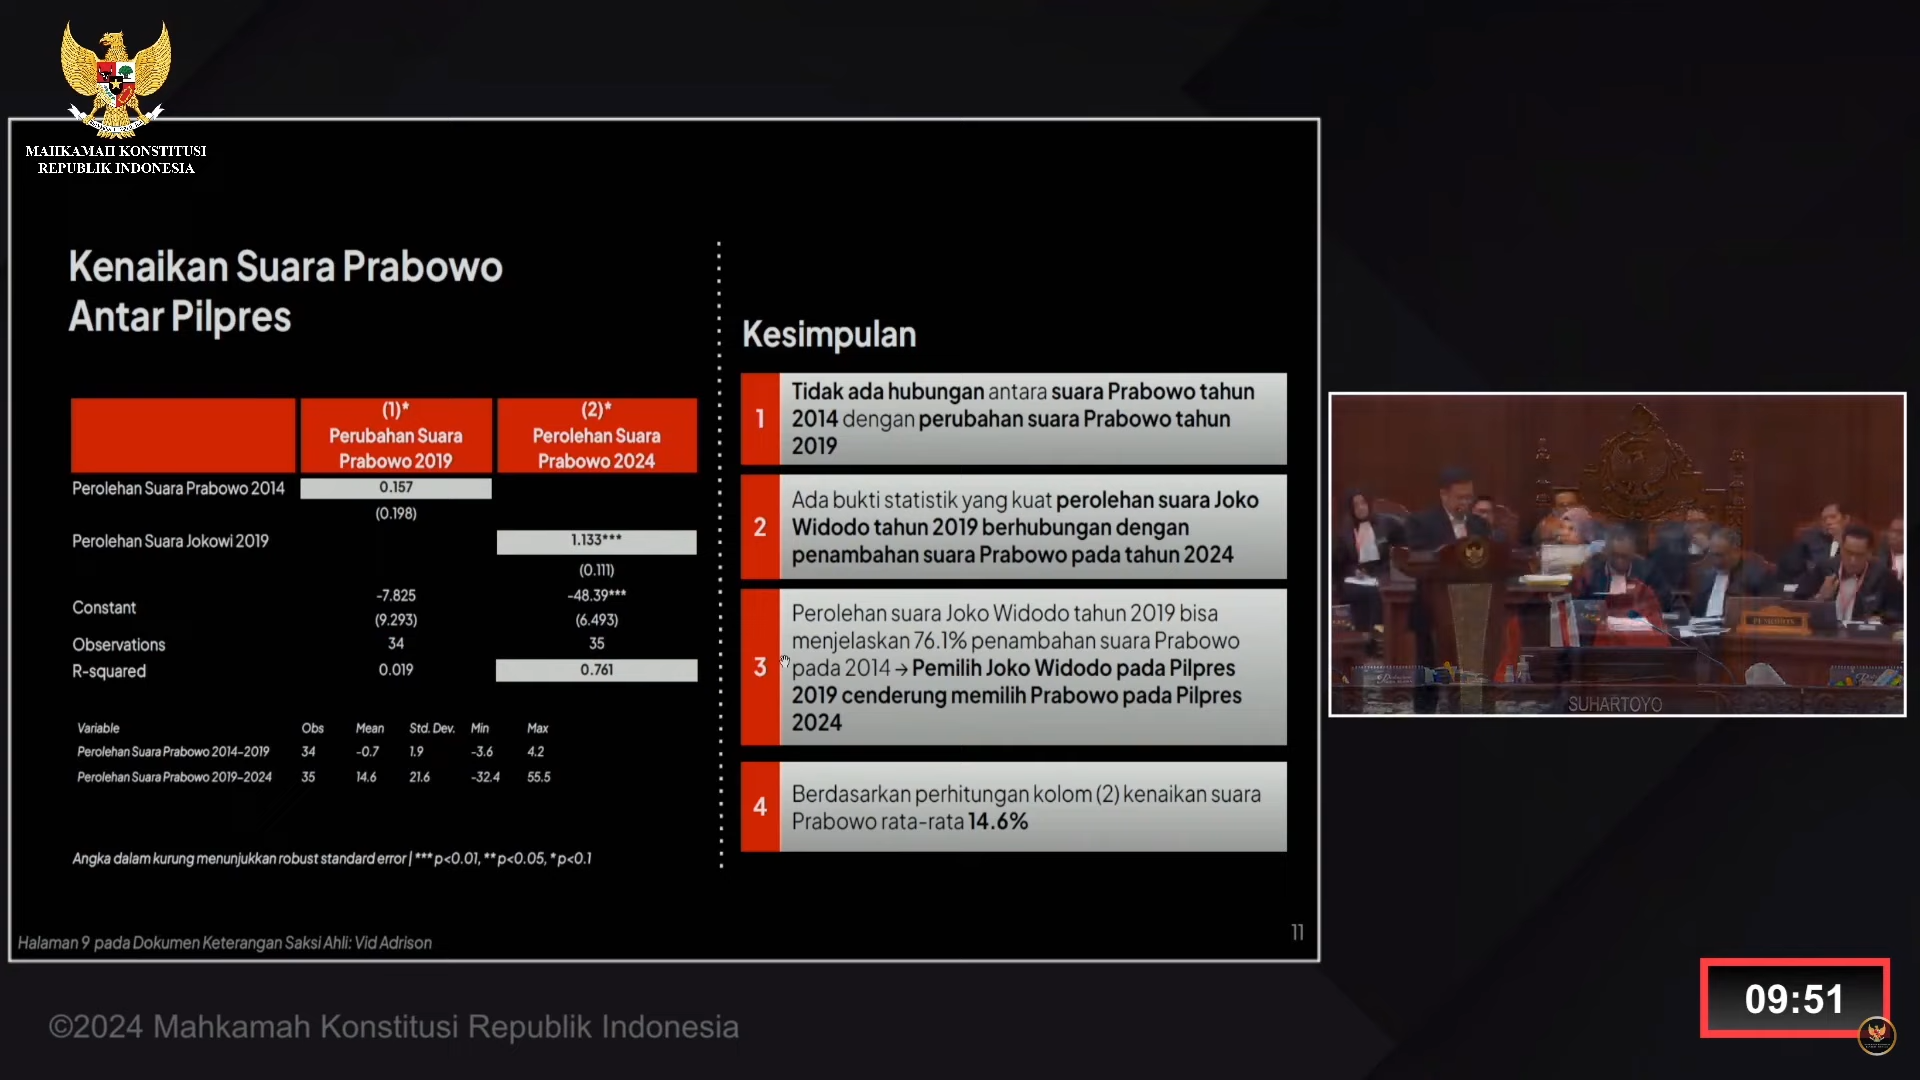 MAHKAMAH KONSTITUSI
REPUBLIK INDONESIA
Kenaikan Suara Prabowo
Antar Pilpres
(1)*
Perubahan Suara
Prabowo 2019
(2)*
Perolehan Suara
Prabowo 2024
Perolehan Suara Prabowo 2014 0.157
(0.198)
Perolehan Suara Jokowi 2019 1.133***
(0.111)
Constant -7.825 -48.39***
(9.293) (6.493)
Observations 34 35
R-squared 0.019 0.761
Variable Obs Mean Std. Dev. Min Max
Perolehan Suara Prabowo 2014-2019 34 -0.7 1.9 -3.6 4.2
Perolehan Suara Prabowo 2019-2024 35 14.6 21.6 -32.4 55.5
Angka dalam kurung menunjukkan robust standard error | *** p<0.01, ** p<0.05, * p<0.1
Kesimpulan
1
Tidak ada hubungan antara suara Prabowo tahun
2014 dengan perubahan suara Prabowo tahun
2019
2
Ada bukti statistik yang kuat perolehan suara Joko
Widodo tahun 2019 berhubungan dengan
penambahan suara Prabowo pada tahun 2024
3
Perolehan suara Joko Widodo tahun 2019 bisa
menjelaskan 76.1% penambahan suara Prabowo
pada 2014 → Pemilih Joko Widodo pada Pilpres
2019 cenderung memilih Prabowo pada Pilpres
2024
4
Berdasarkan perhitungan kolom (2) kenaikan suara
Prabowo rata-rata 14.6%
Halaman 9 pada Dokumen Keterangan Saksi Ahli: Vid Adrison
11
SUHARTOYO
09:51
©2024 Mahkamah Konstitusi Republik Indonesia